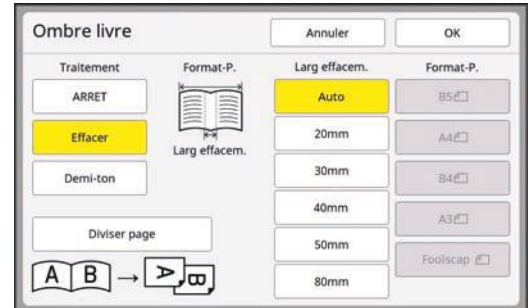 Ombre livre
Annuler
OK
Traitement
ARRET
Effacer
Demi-ton
Format-P.
Larg effacem.
Larg effacem.
Auto
20mm
30mm
40mm
50mm
80mm
Format-P.
B5
A4
B4
A3
Foolscap
Diviser page
A B → A B